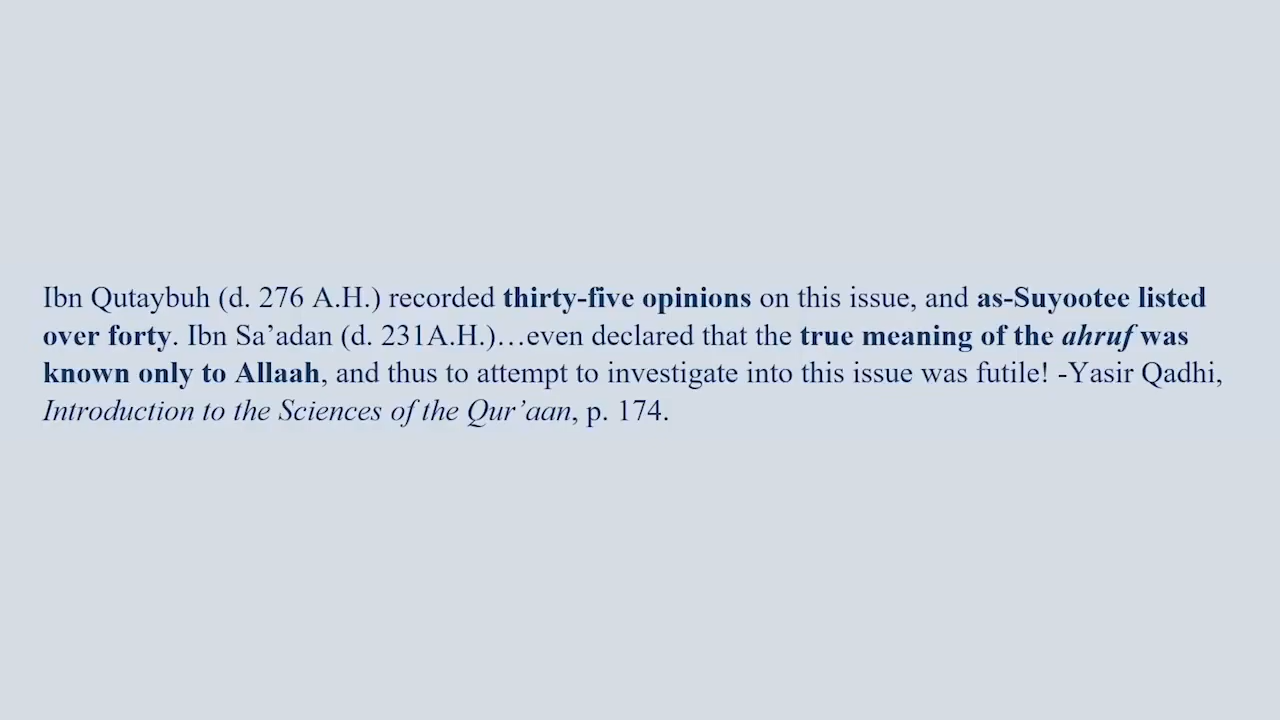 Ibn Qutaybuh (d. 276 A.H.) recorded thirty-five opinions on this issue, and as-Suyootee listed
over forty. Ibn Sa’adan (d. 231A.H.)…even declared that the true meaning of the ahruf was
known only to Allaah, and thus to attempt to investigate into this issue was futile! -Yasir Qadhi,
Introduction to the Sciences of the Qur’aan, p. 174.